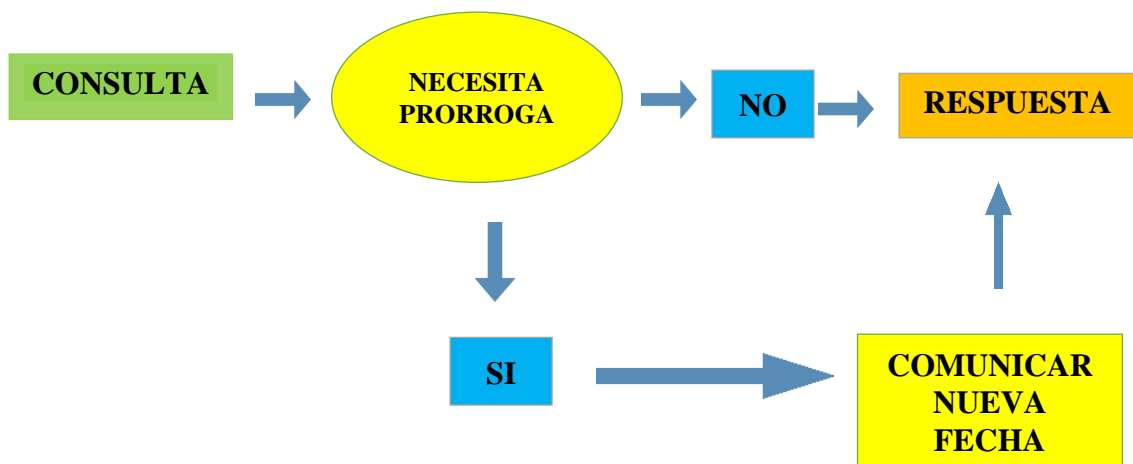 CONSULTA
NECESITA
PRORROGA
NO
RESPUESTA
SI
COMUNICAR
NUEVA
FECHA